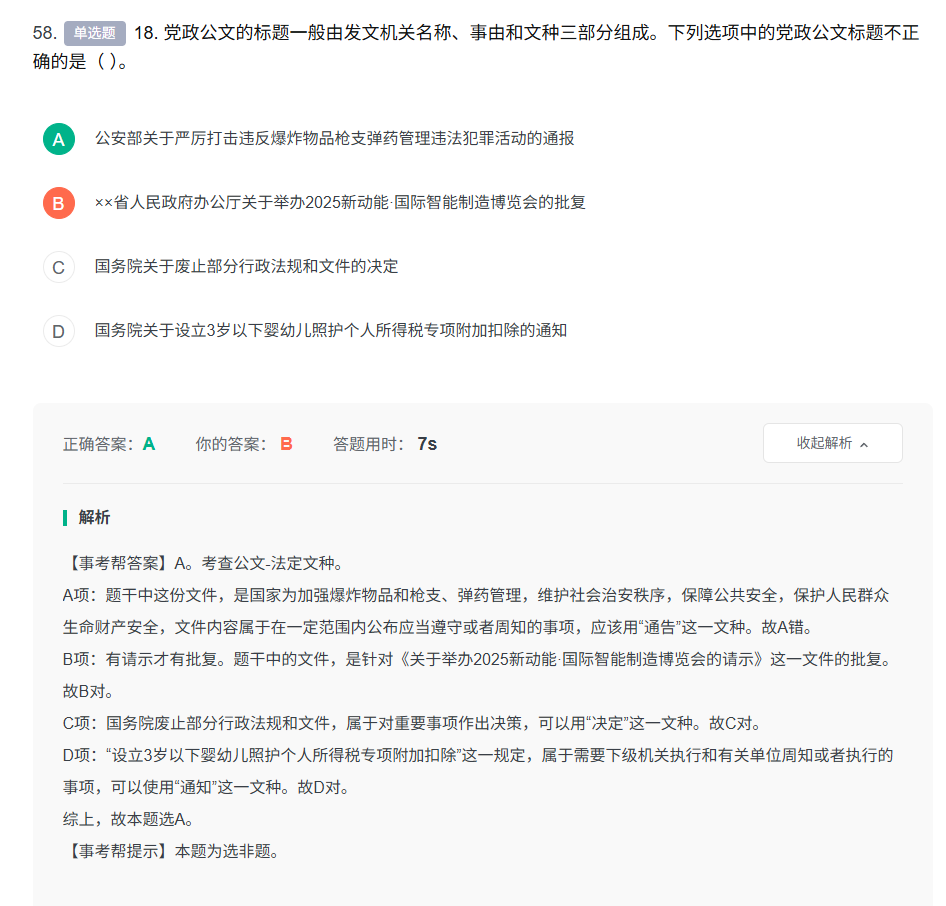 58. 单选题 18. 党政公文的标题一般由发文机关名称、事由和文种三部分组成。下列选项中的党政公文标题不正
确的是（ ）。
A 公安部关于严厉打击违反爆炸物品枪支弹药管理违法犯罪活动的通报
B ××省人民政府办公厅关于举办2025新动能·国际智能制造博览会的批复
C 国务院关于废止部分行政法规和文件的决定
D 国务院关于设立3岁以下婴幼儿照护个人所得税专项附加扣除的通知
正确答案：A 你的答案：B 答题用时：7s 收起解析
解析
【事考帮答案】A。考查公文-法定文种。
A项：题干中这份文件，是国家为加强爆炸物品和枪支、弹药管理，维护社会治安秩序，保障公共安全，保护人民群众
生命财产安全，文件内容属于在一定范围内公布应当遵守或者周知的事项，应该用“通告”这一文种。故A错。
B项：有请示才有批复。题干中的文件，是针对《关于举办2025新动能·国际智能制造博览会的请示》这一文件的批复。
故B对。
C项：国务院废止部分行政法规和文件，属于对重要事项作出决策，可以用“决定”这一文种。故C对。
D项：“设立3岁以下婴幼儿照护个人所得税专项附加扣除”这一规定，属于需要下级机关执行和有关单位周知或者执行的
事项，可以使用“通知”这一文种。故D对。
综上，故本题选A。
【事考帮提示】本题为选非题。